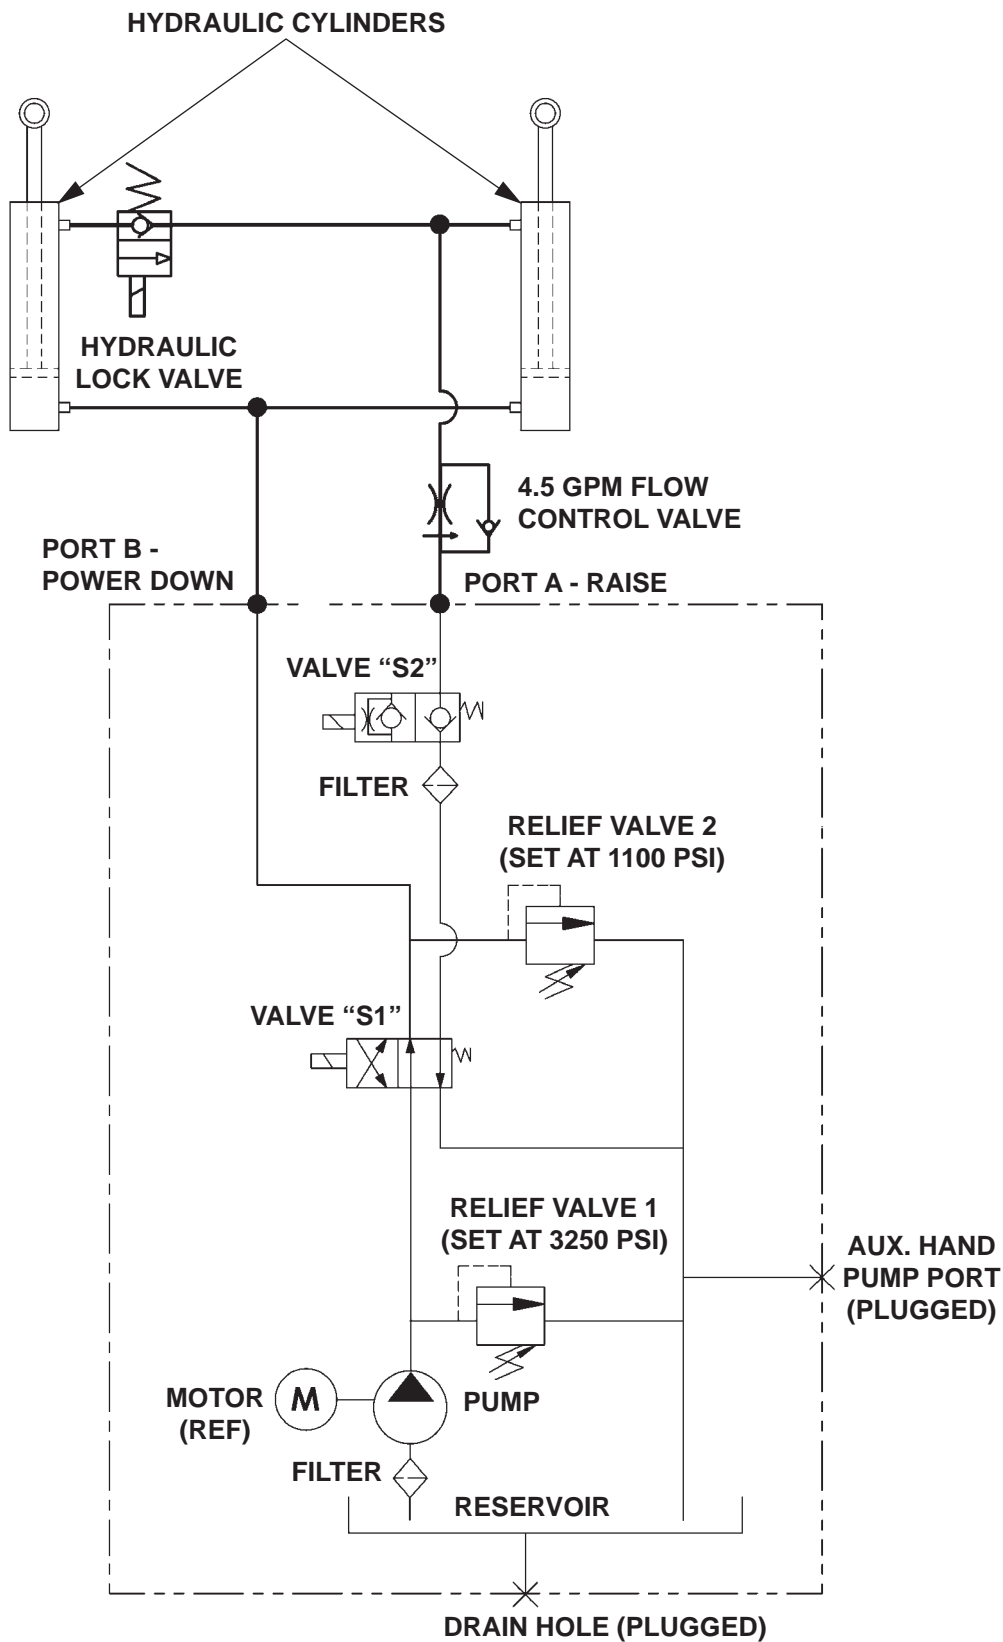 HYDRAULIC CYLINDERS
HYDRAULIC
LOCK VALVE
4.5 GPM FLOW
CONTROL VALVE
PORT B -
POWER DOWN
PORT A - RAISE
VALVE “S2”
FILTER
RELIEF VALVE 2
(SET AT 1100 PSI)
VALVE “S1”
RELIEF VALVE 1
(SET AT 3250 PSI)
AUX. HAND
PUMP PORT
(PLUGGED)
MOTOR
(REF)
M
PUMP
FILTER
RESERVOIR
DRAIN HOLE (PLUGGED)